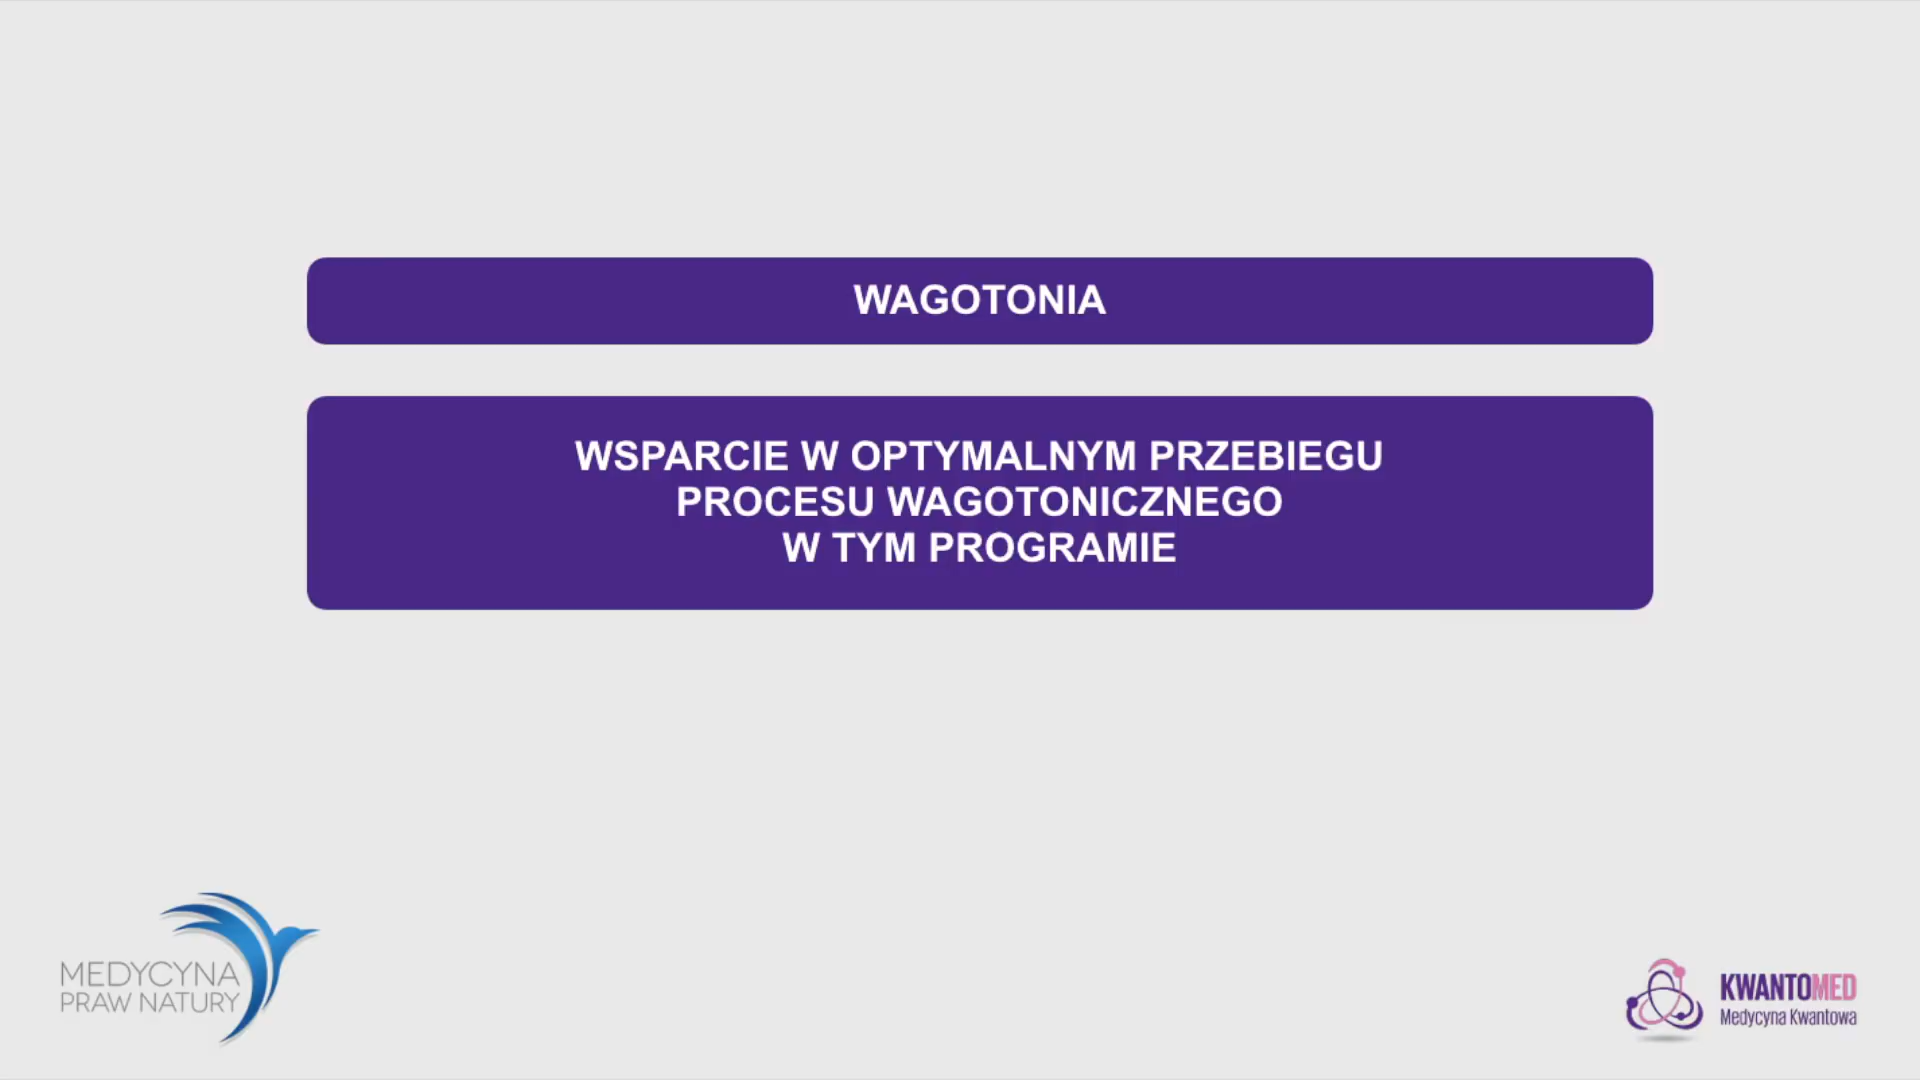 WAGOTONIA
WSPARCIE W OPTYMALNYM PRZEBIEGU
PROCESU WAGOTONICZNEGO
W TYM PROGRAMIE
MEDYCYNA
PRAW NATURY
KWANTOMED
Medycyna Kwantowa